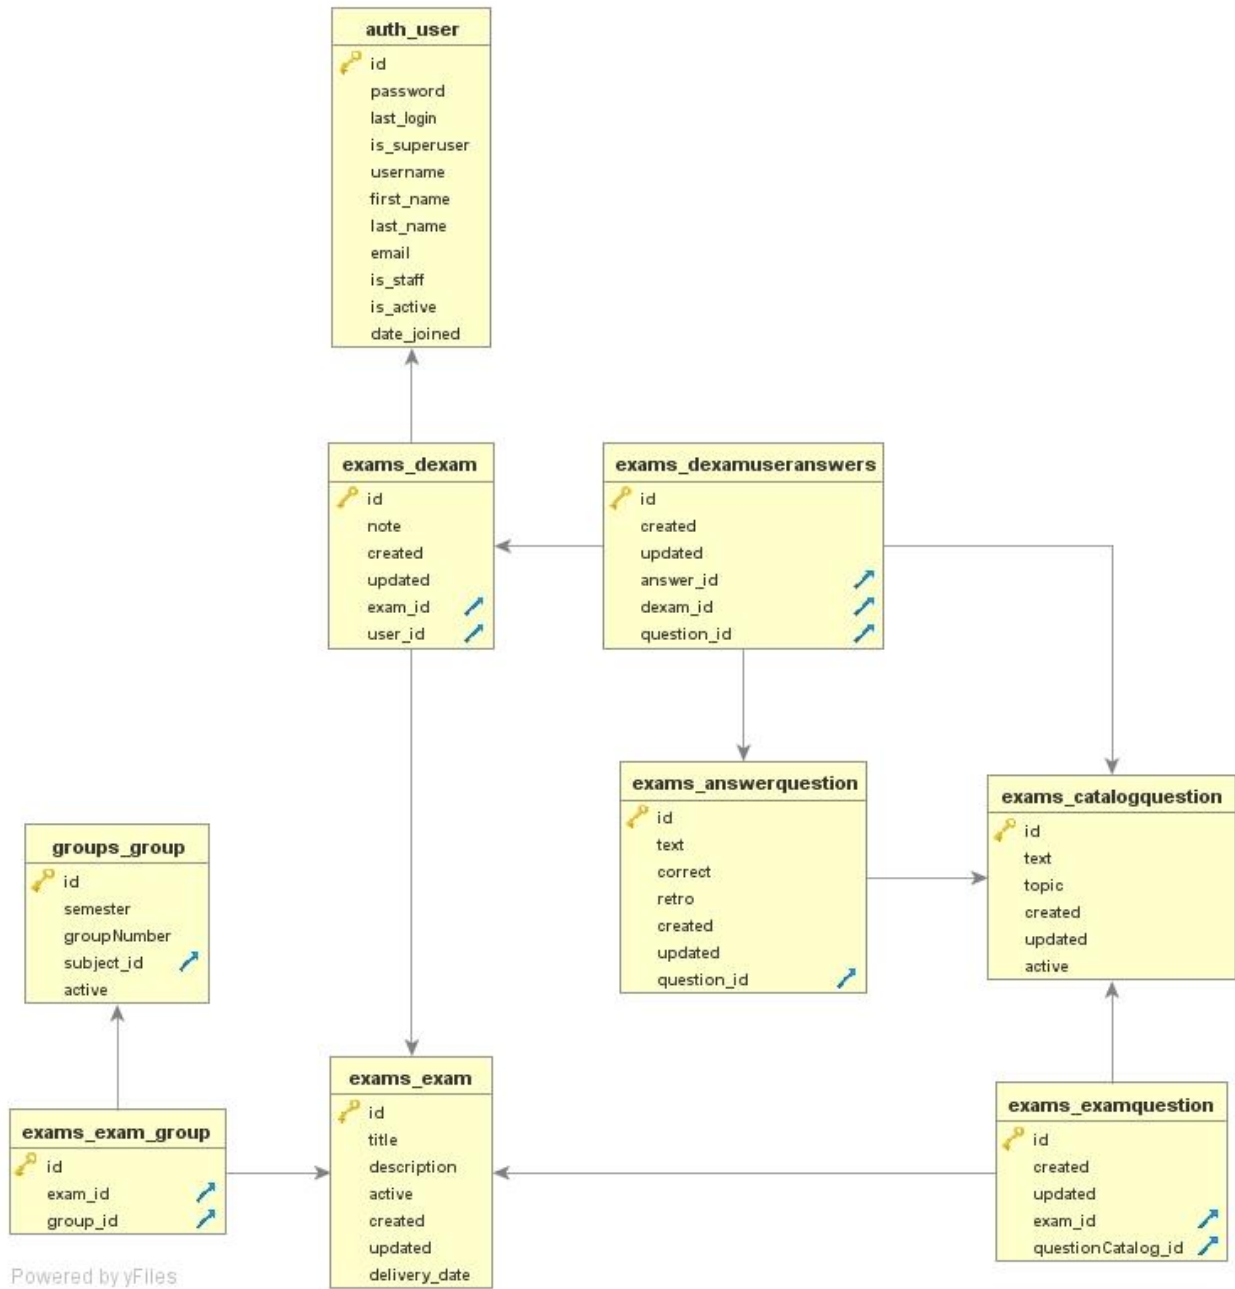 auth_user
id
password
last_login
is_superuser
username
first_name
last_name
email
is_staff
is_active
date_joined
exams_dexam
id
note
created
updated
exam_id
user_id
exams_dexamuseranswers
id
created
updated
answer_id
dexam_id
question_id
exams_answerquestion
id
text
correct
retro
created
updated
question_id
exams_catalogquestion
id
text
topic
created
updated
active
groups_group
id
semester
groupNumber
subject_id
active
exams_exam_group
id
exam_id
group_id
exams_exam
id
title
description
active
created
updated
delivery_date
exams_examquestion
id
created
updated
exam_id
questionCatalog_id
Powered by yFiles